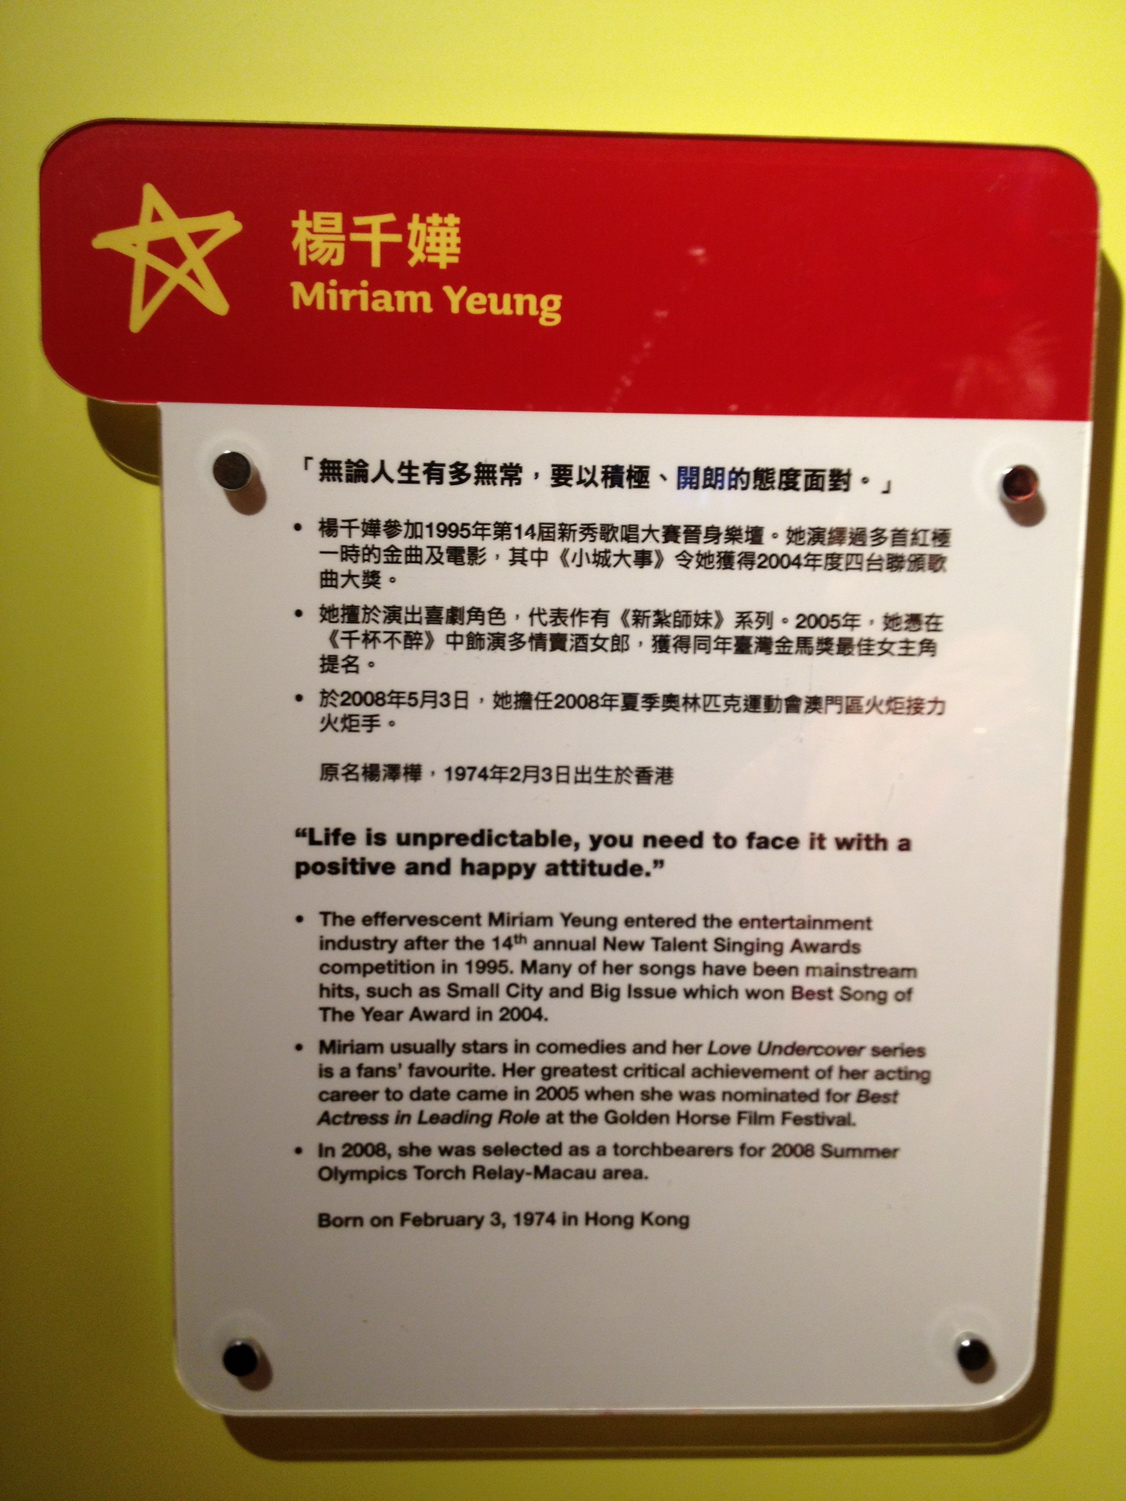 楊千嬅
Miriam Yeung
「無論人生有多無常，要以積極、開朗的態度面對。」
• 楊千嬅參加1995年第14屆新秀歌唱大賽晉身樂壇。她演繹過多首紅極
一時的金曲及電影，其中《小城大事》令她獲得2004年度四台聯頒歌
曲大獎。
• 她擅於演出喜劇角色，代表作有《新紮師妹》系列。2005年，她憑在
《千杯不醉》中飾演多情賣酒女郎，獲得同年臺灣金馬獎最佳女主角
提名。
• 於2008年5月3日，她擔任2008年夏季奧林匹克運動會澳門區火炬接力
火炬手。
原名楊澤樺，1974年2月3日出生於香港
“Life is unpredictable, you need to face it with a
positive and happy attitude.”
• The effervescent Miriam Yeung entered the entertainment
industry after the 14th annual New Talent Singing Awards
competition in 1995. Many of her songs have been mainstream
hits, such as Small City and Big Issue which won Best Song of
The Year Award in 2004.
• Miriam usually stars in comedies and her Love Undercover series
is a fans’ favourite. Her greatest critical achievement of her acting
career to date came in 2005 when she was nominated for Best
Actress in Leading Role at the Golden Horse Film Festival.
• In 2008, she was selected as a torchbearers for 2008 Summer
Olympics Torch Relay-Macau area.
Born on February 3, 1974 in Hong Kong